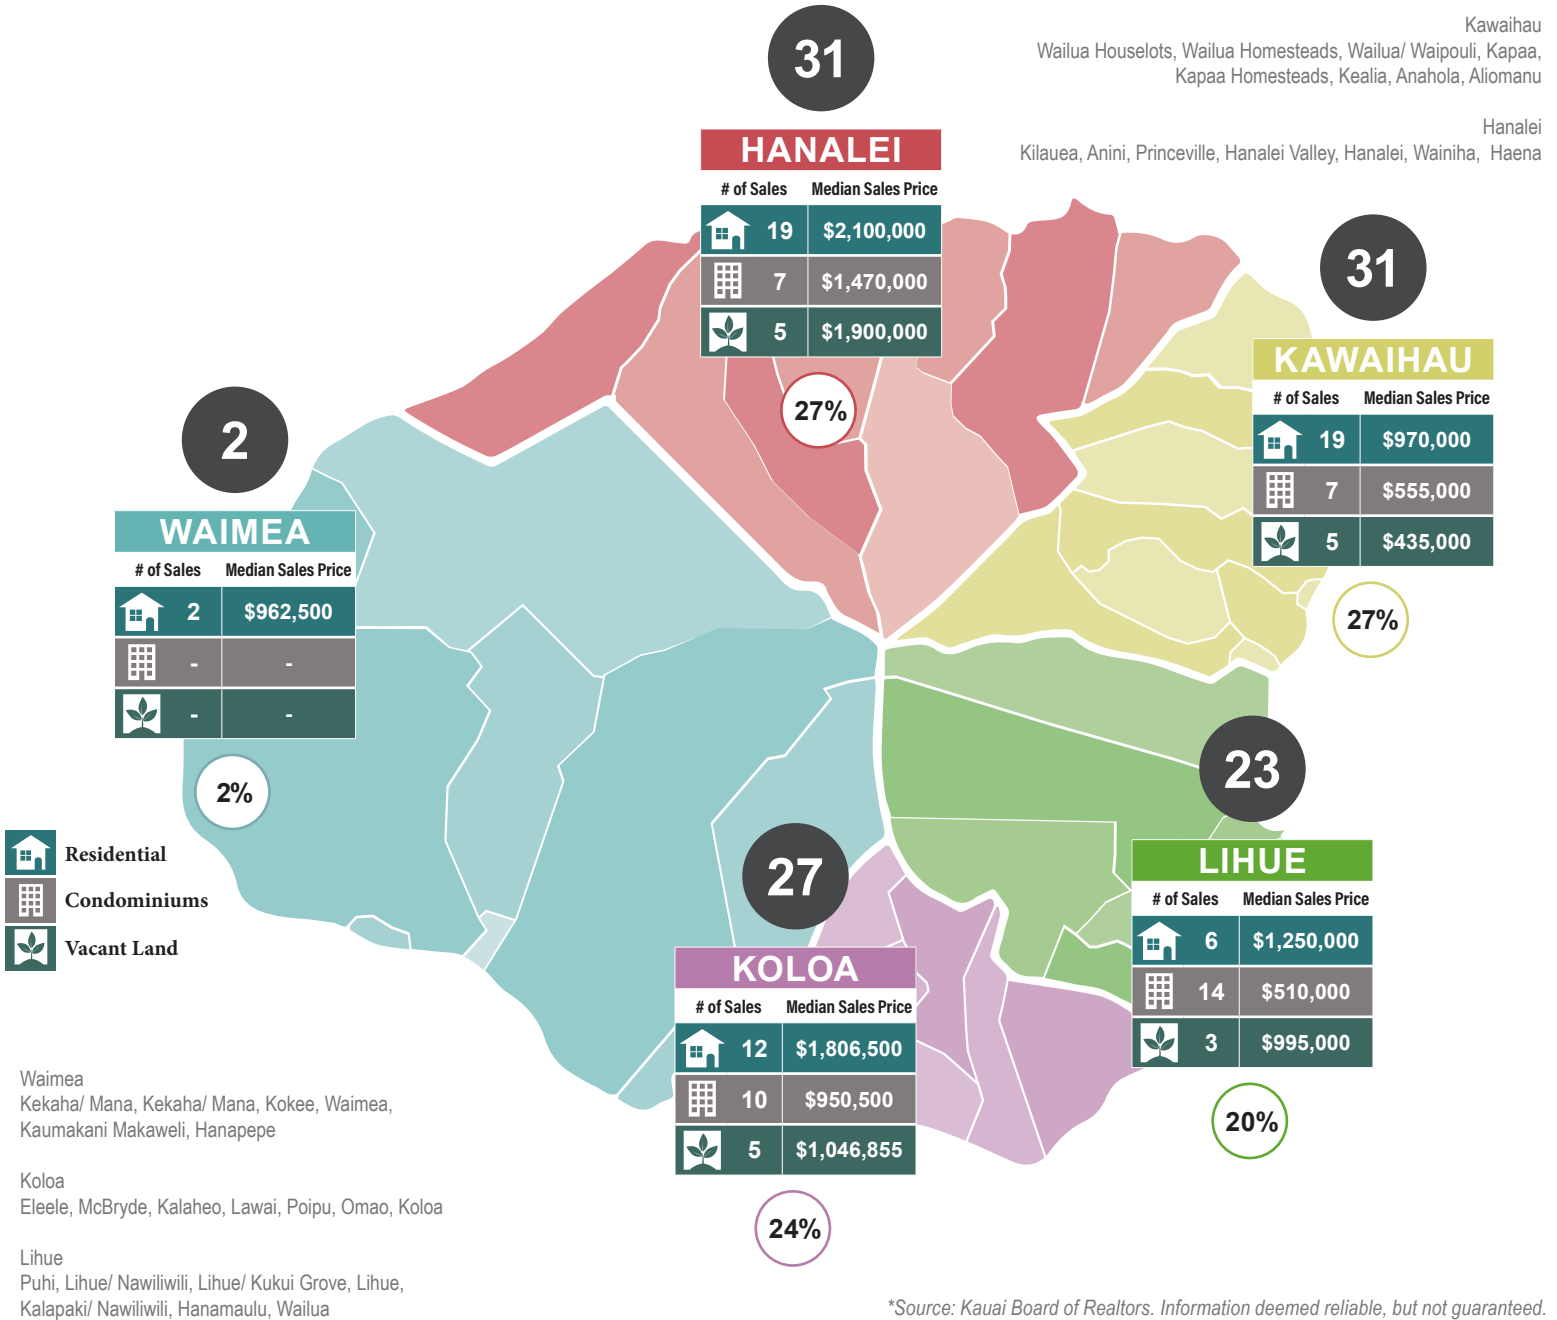 Kawaihau
Wailua Houselots, Wailua Homesteads, Wailua/ Waipouli, Kapaa,
Kapaa Homesteads, Kealia, Anahola, Aliomanu
Hanalei
Kilauea, Anini, Princeville, Hanalei Valley, Hanalei, Wainiha, Haena
31
HANALEI
# of Sales Median Sales Price
19 $2,100,000
7 $1,470,000
5 $1,900,000
27%
31
KAWAIHAU
# of Sales Median Sales Price
19 $970,000
7 $555,000
5 $435,000
27%
2
WAIMEA
# of Sales Median Sales Price
2 $962,500
- -
- -
2%
Residential
Condominiums
Vacant Land
23
LIHUE
# of Sales Median Sales Price
6 $1,250,000
14 $510,000
3 $995,000
20%
27
KOLOA
# of Sales Median Sales Price
12 $1,806,500
10 $950,500
5 $1,046,855
24%
Waimea
Kekaha/ Mana, Kekaha/ Mana, Kokee, Waimea,
Kaumakani Makaweli, Hanapepe
Koloa
Eleele, McBryde, Kalaheo, Lawai, Poipu, Omao, Koloa
Lihue
Puhi, Lihue/ Nawiliwili, Lihue/ Kukui Grove, Lihue,
Kalapaki/ Nawiliwili, Hanamaulu, Wailua
*Source: Kauai Board of Realtors. Information deemed reliable, but not guaranteed.